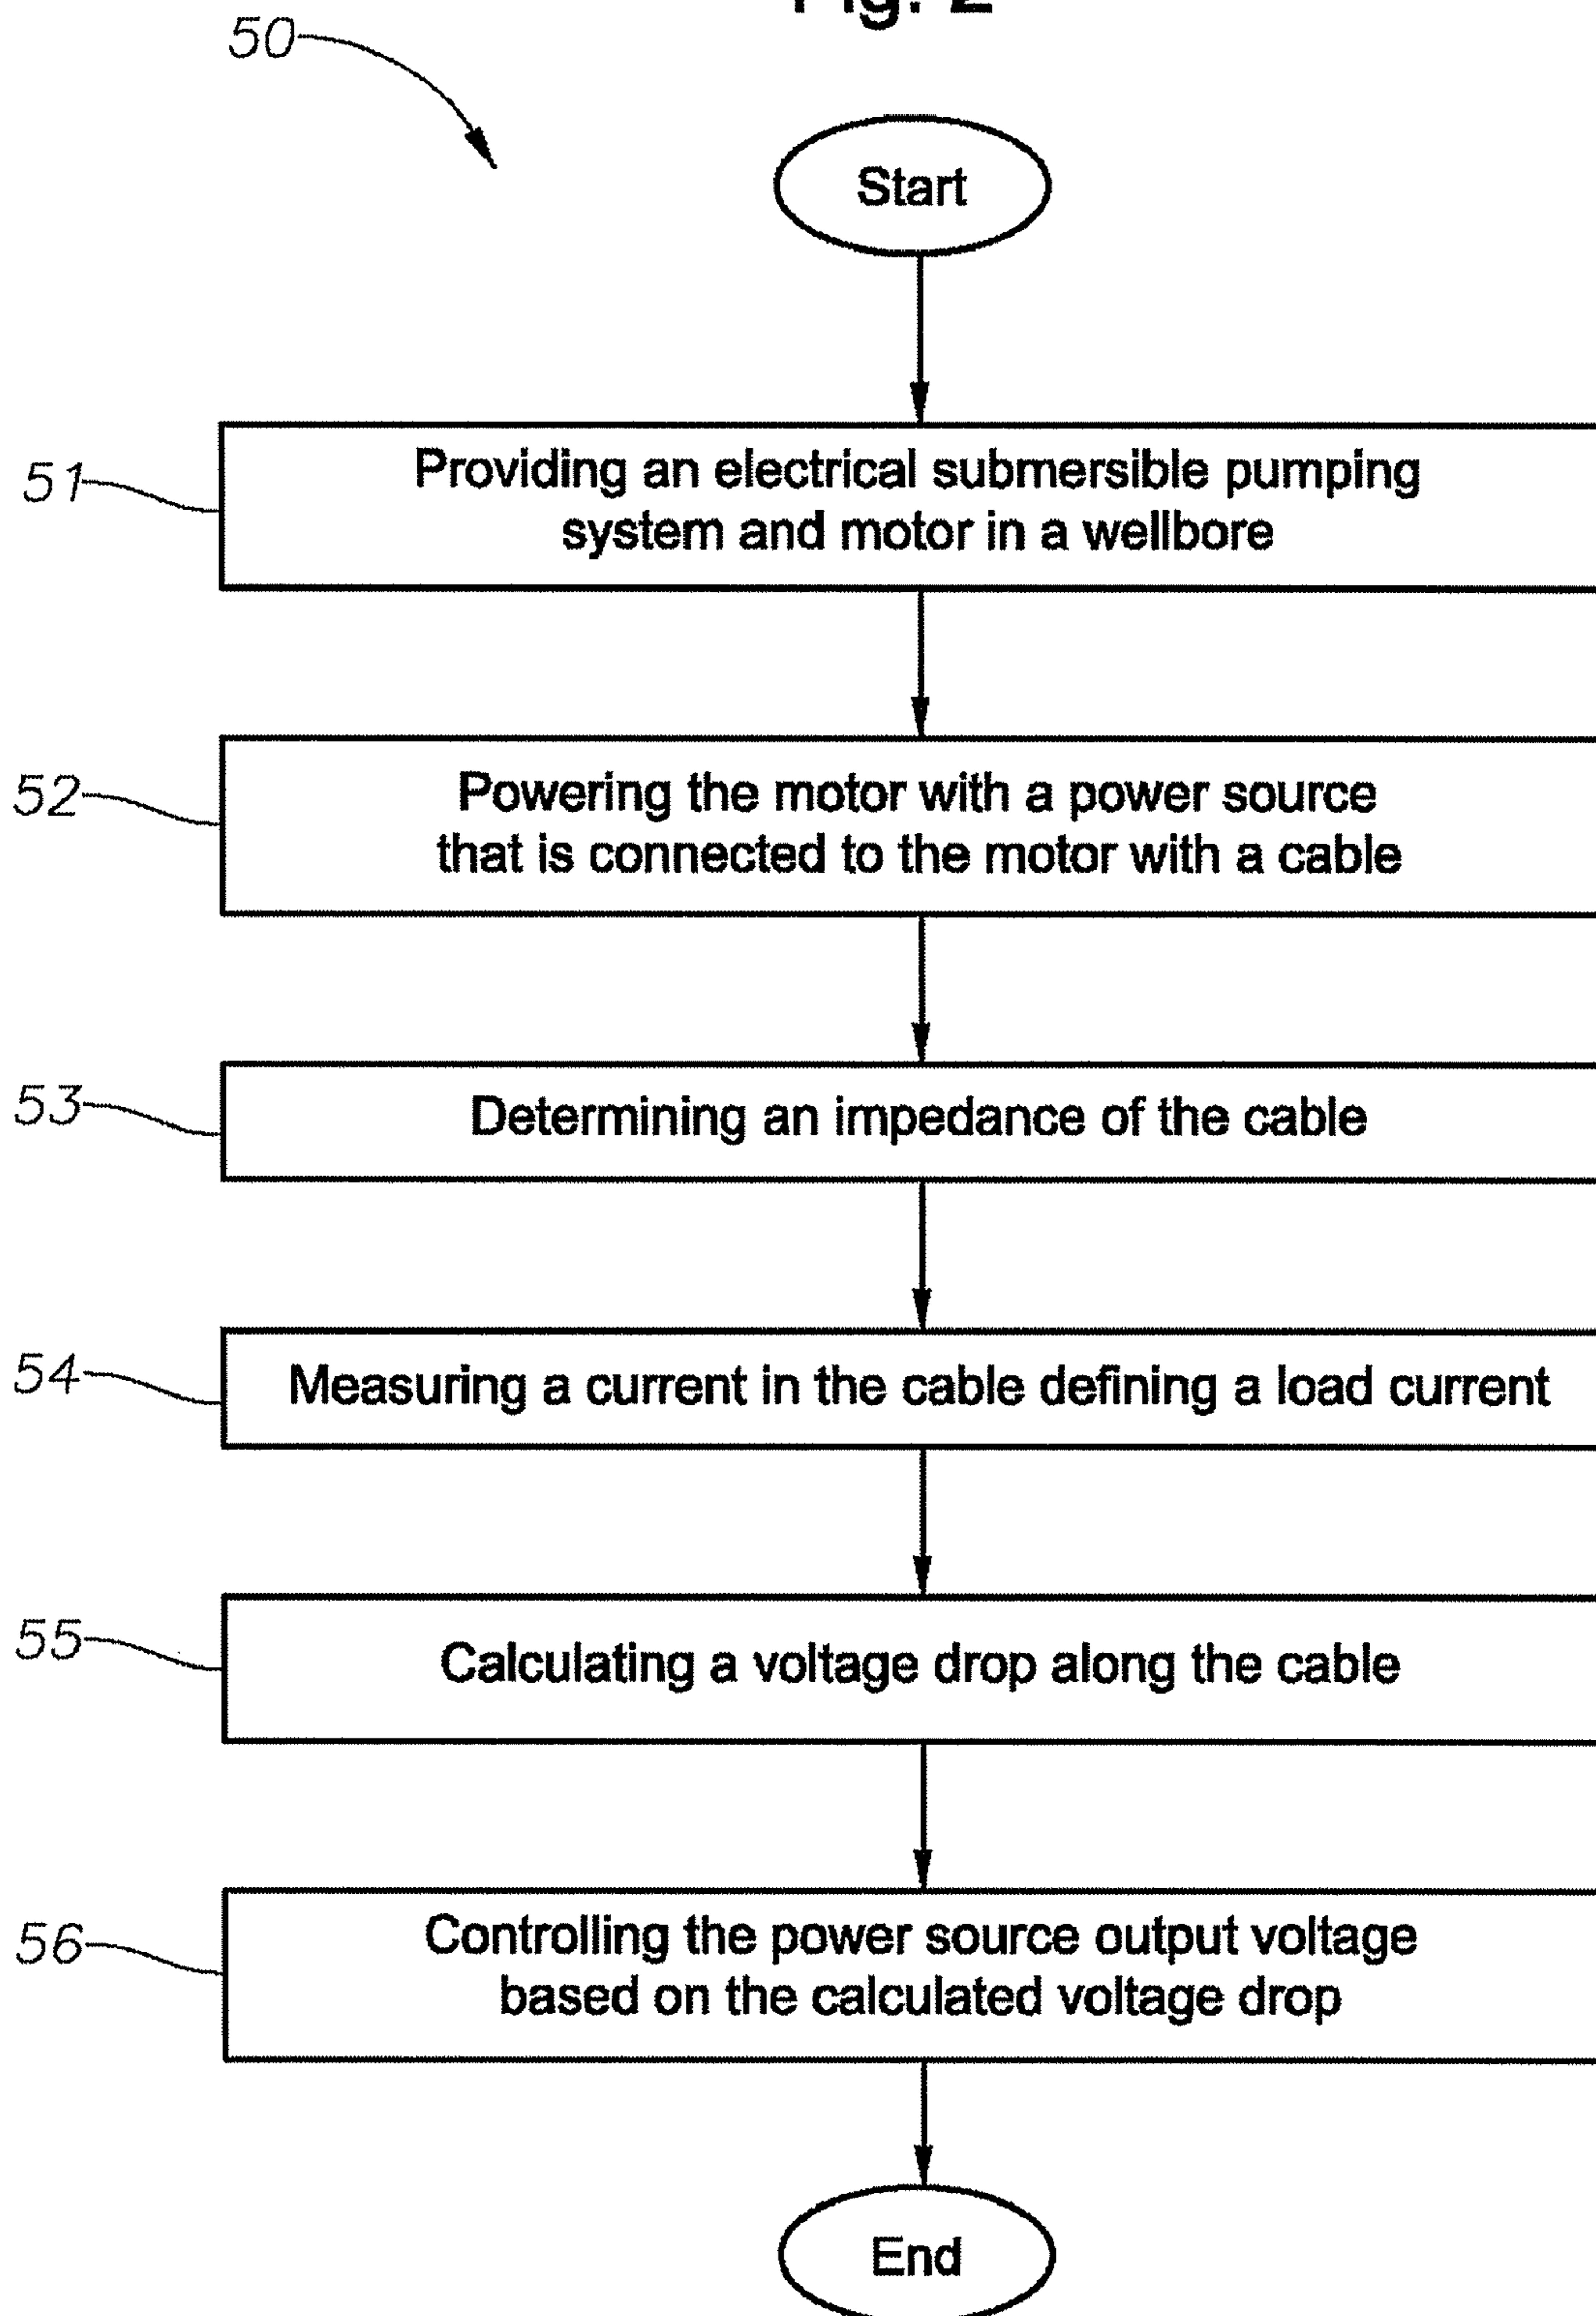 Fig. 2
50
Start
51
Providing an electrical submersible pumping
system and motor in a wellbore
52
Powering the motor with a power source
that is connected to the motor with a cable
53
Determining an impedance of the cable
54
Measuring a current in the cable defining a load current
55
Calculating a voltage drop along the cable
56
Controlling the power source output voltage
based on the calculated voltage drop
End